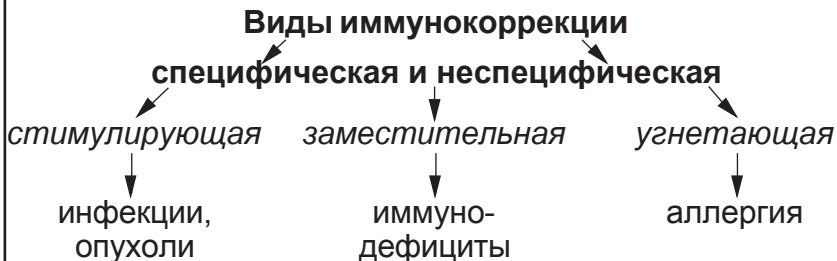 Виды иммунокоррекции
специфическая и неспецифическая
стимулирующая заместительная угнетающая
инфекции, иммуно- аллергия
опухоли дефициты